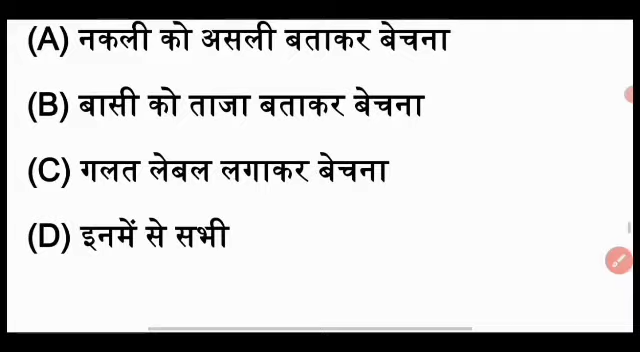 (A) नकली को असली बताकर बेचना
(B) बासी को ताजा बताकर बेचना
(C) गलत लेबल लगाकर बेचना
(D) इनमें से सभी